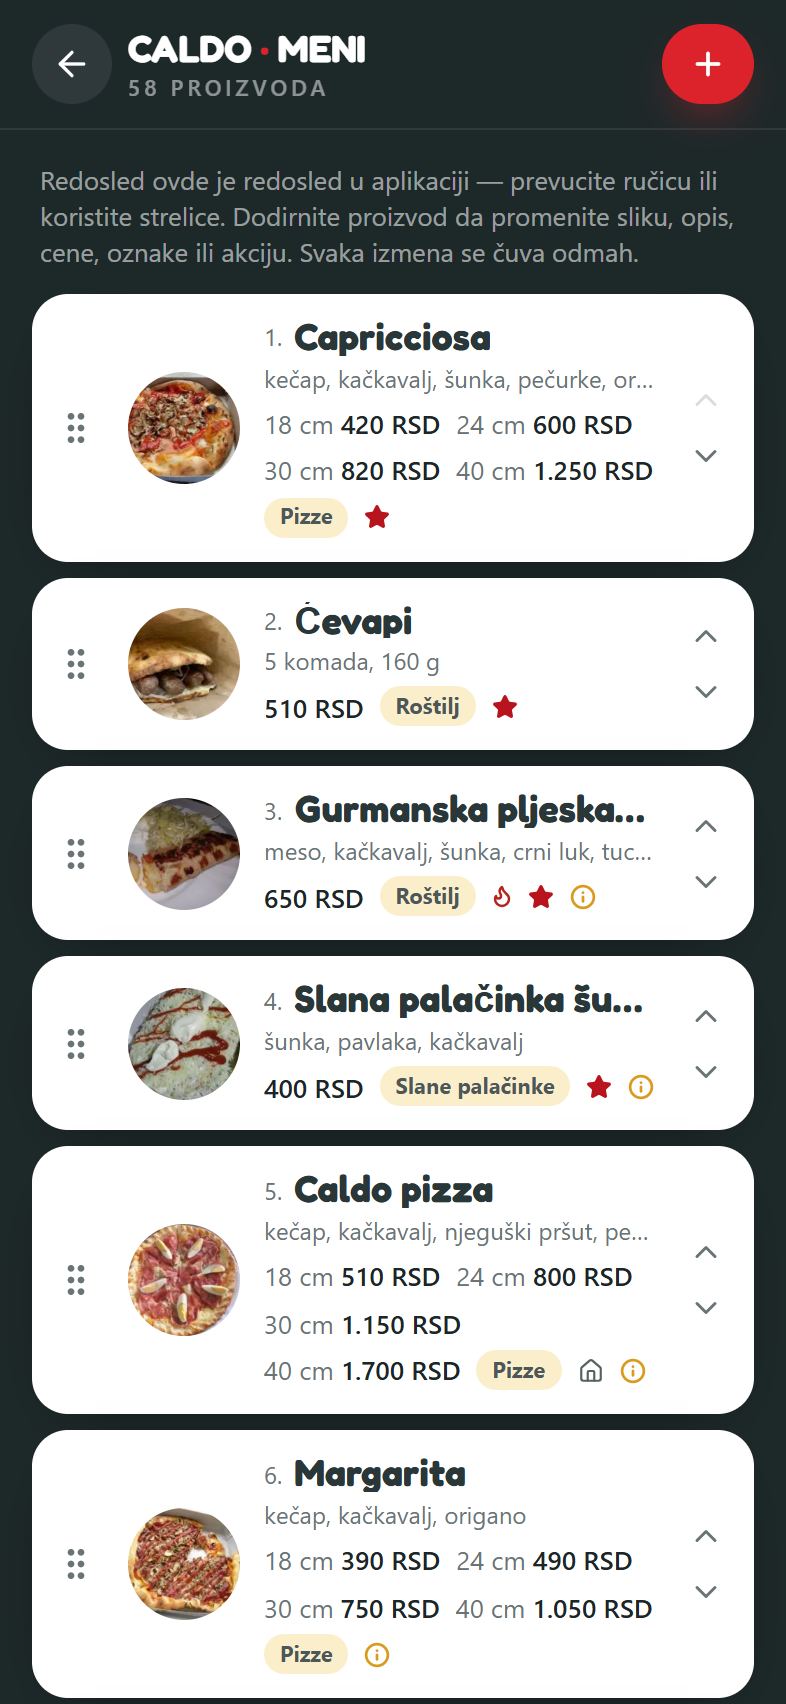 CALDO · MENI
58 PROIZVODA
Redosled ovde je redosled u aplikaciji — prevucite ručicu ili
koristite strelice. Dodirnite proizvod da promenite sliku, opis,
cene, oznake ili akciju. Svaka izmena se čuva odmah.
1. Capricciosa
kečap, kačkavalj, šunka, pečurke, or...
18 cm 420 RSD 24 cm 600 RSD
30 cm 820 RSD 40 cm 1.250 RSD
Pizze
2. Ćevapi
5 komada, 160 g
510 RSD Roštilj
3. Gurmanska pljeska...
meso, kačkavalj, šunka, crni luk, tuc...
650 RSD Roštilj
4. Slana palačinka šu...
šunka, pavlaka, kačkavalj
400 RSD Slane palačinke
5. Caldo pizza
kečap, kačkavalj, njeguški pršut, pe...
18 cm 510 RSD 24 cm 800 RSD
30 cm 1.150 RSD
40 cm 1.700 RSD Pizze
6. Margarita
kečap, kačkavalj, origano
18 cm 390 RSD 24 cm 490 RSD
30 cm 750 RSD 40 cm 1.050 RSD
Pizze